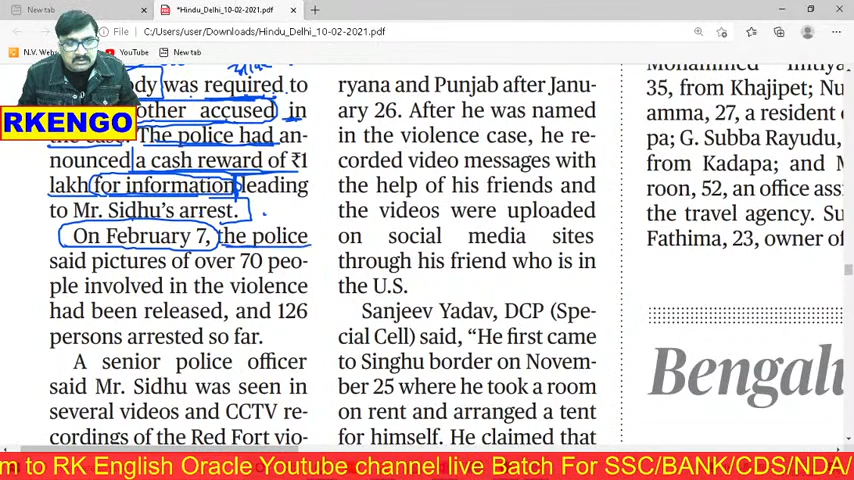 New tab
*Hindu_Delhi_10-02-2021.pdf
C:/Users/user/Downloads/Hindu_Delhi_10-02-2021.pdf
N.V. Webs
YouTube
New tab
RKENGO
was required to
other accused in
the case. The police had an-
nounced a cash reward of ₹1
lakh for information leading
to Mr. Sidhu's arrest.
On February 7, the police
said pictures of over 70 peo-
ple involved in the violence
had been released, and 126
persons arrested so far.
A senior police officer
said Mr. Sidhu was seen in
several videos and CCTV re-
cordings of the Red Fort vio-
ryana and Punjab after Janu-
ary 26. After he was named
in the violence case, he re-
corded video messages with
the help of his friends and
the videos were uploaded
on social media sites
through his friend who is in
the U.S.
Sanjeev Yadav, DCP (Spe-
cial Cell) said, “He first came
to Singhu border on Novem-
ber 25 where he took a room
on rent and arranged a tent
for himself. He claimed that
35, from Khajipet; Nu
amma, 27, a resident o
pa; G. Subba Rayudu,
from Kadapa; and M
roon, 52, an office assi
the travel agency. Su
Fathima, 23, owner of
Bengalu
m to RK English Oracle Youtube channel live Batch For SSC/BANK/CDS/NDA/